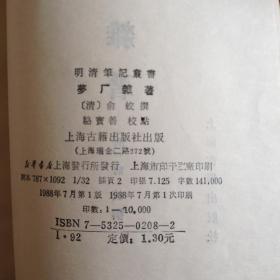 明清筆記叢書
夢厂雜著
〔清〕俞蛟撰
駱寶善 校點
上海古籍出版社出版
(上海瑞金二路272號)
新华書店上海發行所發行 上海市印十三廠印刷
開本787×1092 1/32 插頁2 印張7.125 字數141,000
1988年7月第1版 1988年7月第1次印刷
印數:1—10,000
ISBN 7-5325-0208-2
I·92 定價:1.30元